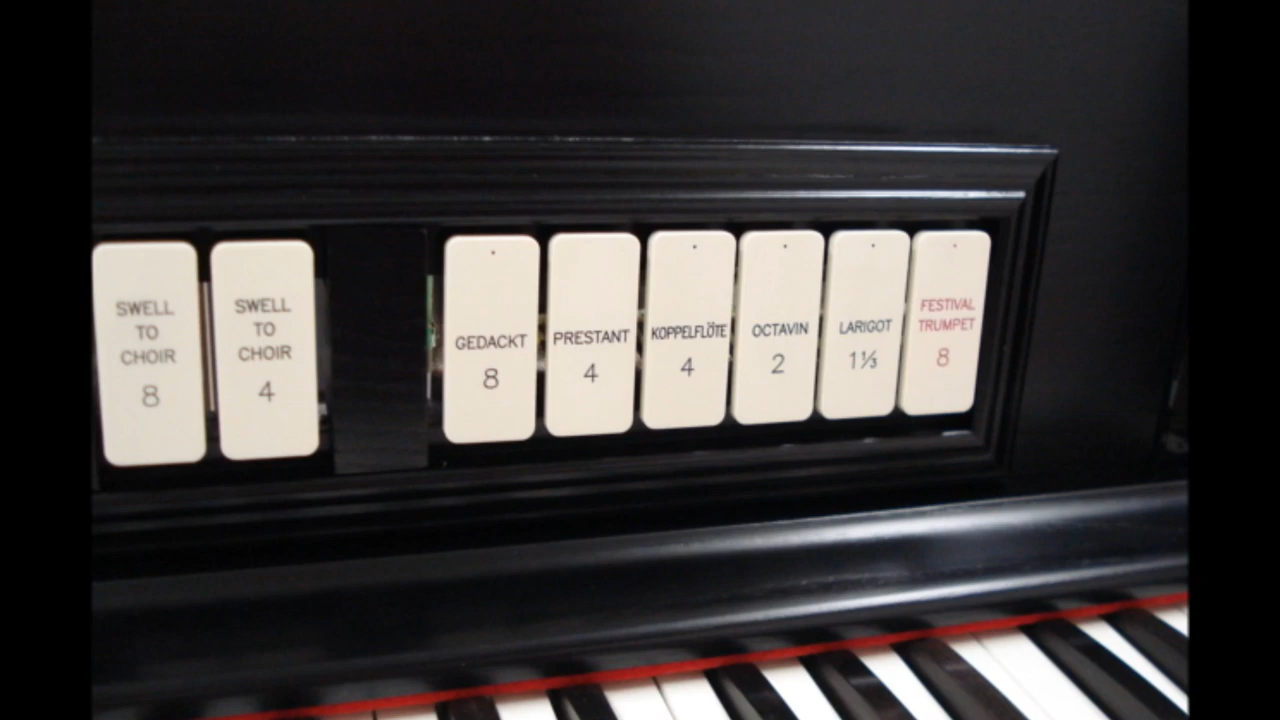 SWELL
TO
CHOIR
8
SWELL
TO
CHOIR
4
GEDACKT
8
PRESTANT
4
KOPPELFLÖTE
4
OCTAVIN
2
LARIGOT
1⅓
FESTIVAL
TRUMPET
8